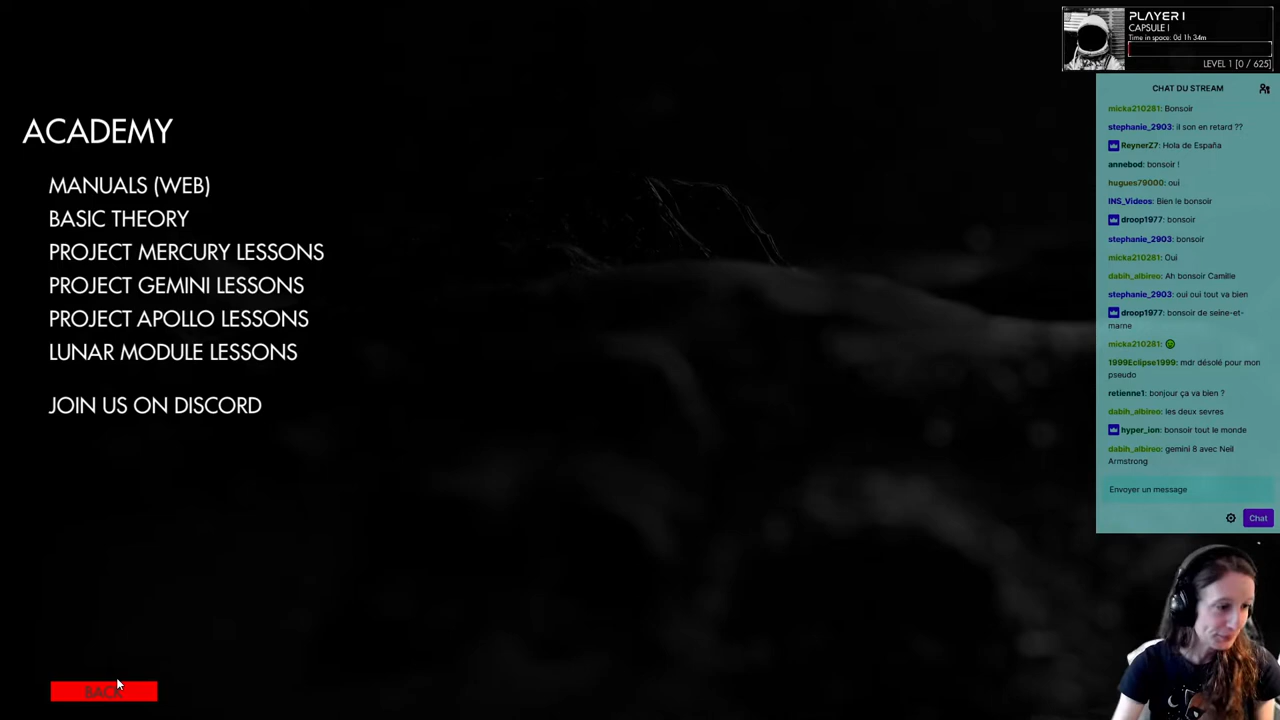 PLAYER 1
CAPSULE 1
Time in space: 0d 1h 34m
LEVEL 1 [0 / 625]
CHAT DU STREAM
micka210281: Bonsoir
stephanie_2903: il son en retard ??
ReynerZ7: Hola de España
annebod: bonsoir !
hugues79000: oui
INS_Videos: Bien le bonsoir
droop1977: bonsoir
stephanie_2903: bonsoir
micka210281: Oui
dabih_albireo: Ah bonsoir Camille
stephanie_2903: oui oui tout va bien
droop1977: bonsoir de seine-et-
marne
micka210281:
1999Eclipse1999: mdr désolé pour mon
pseudo
retienne1: bonjour ça va bien ?
dabih_albireo: les deux sevres
hyper_ion: bonsoir tout le monde
dabih_albireo: gemini 8 avec Neil
Armstrong
Envoyer un message
Chat
ACADEMY
MANUALS (WEB)
BASIC THEORY
PROJECT MERCURY LESSONS
PROJECT GEMINI LESSONS
PROJECT APOLLO LESSONS
LUNAR MODULE LESSONS
JOIN US ON DISCORD
BACK